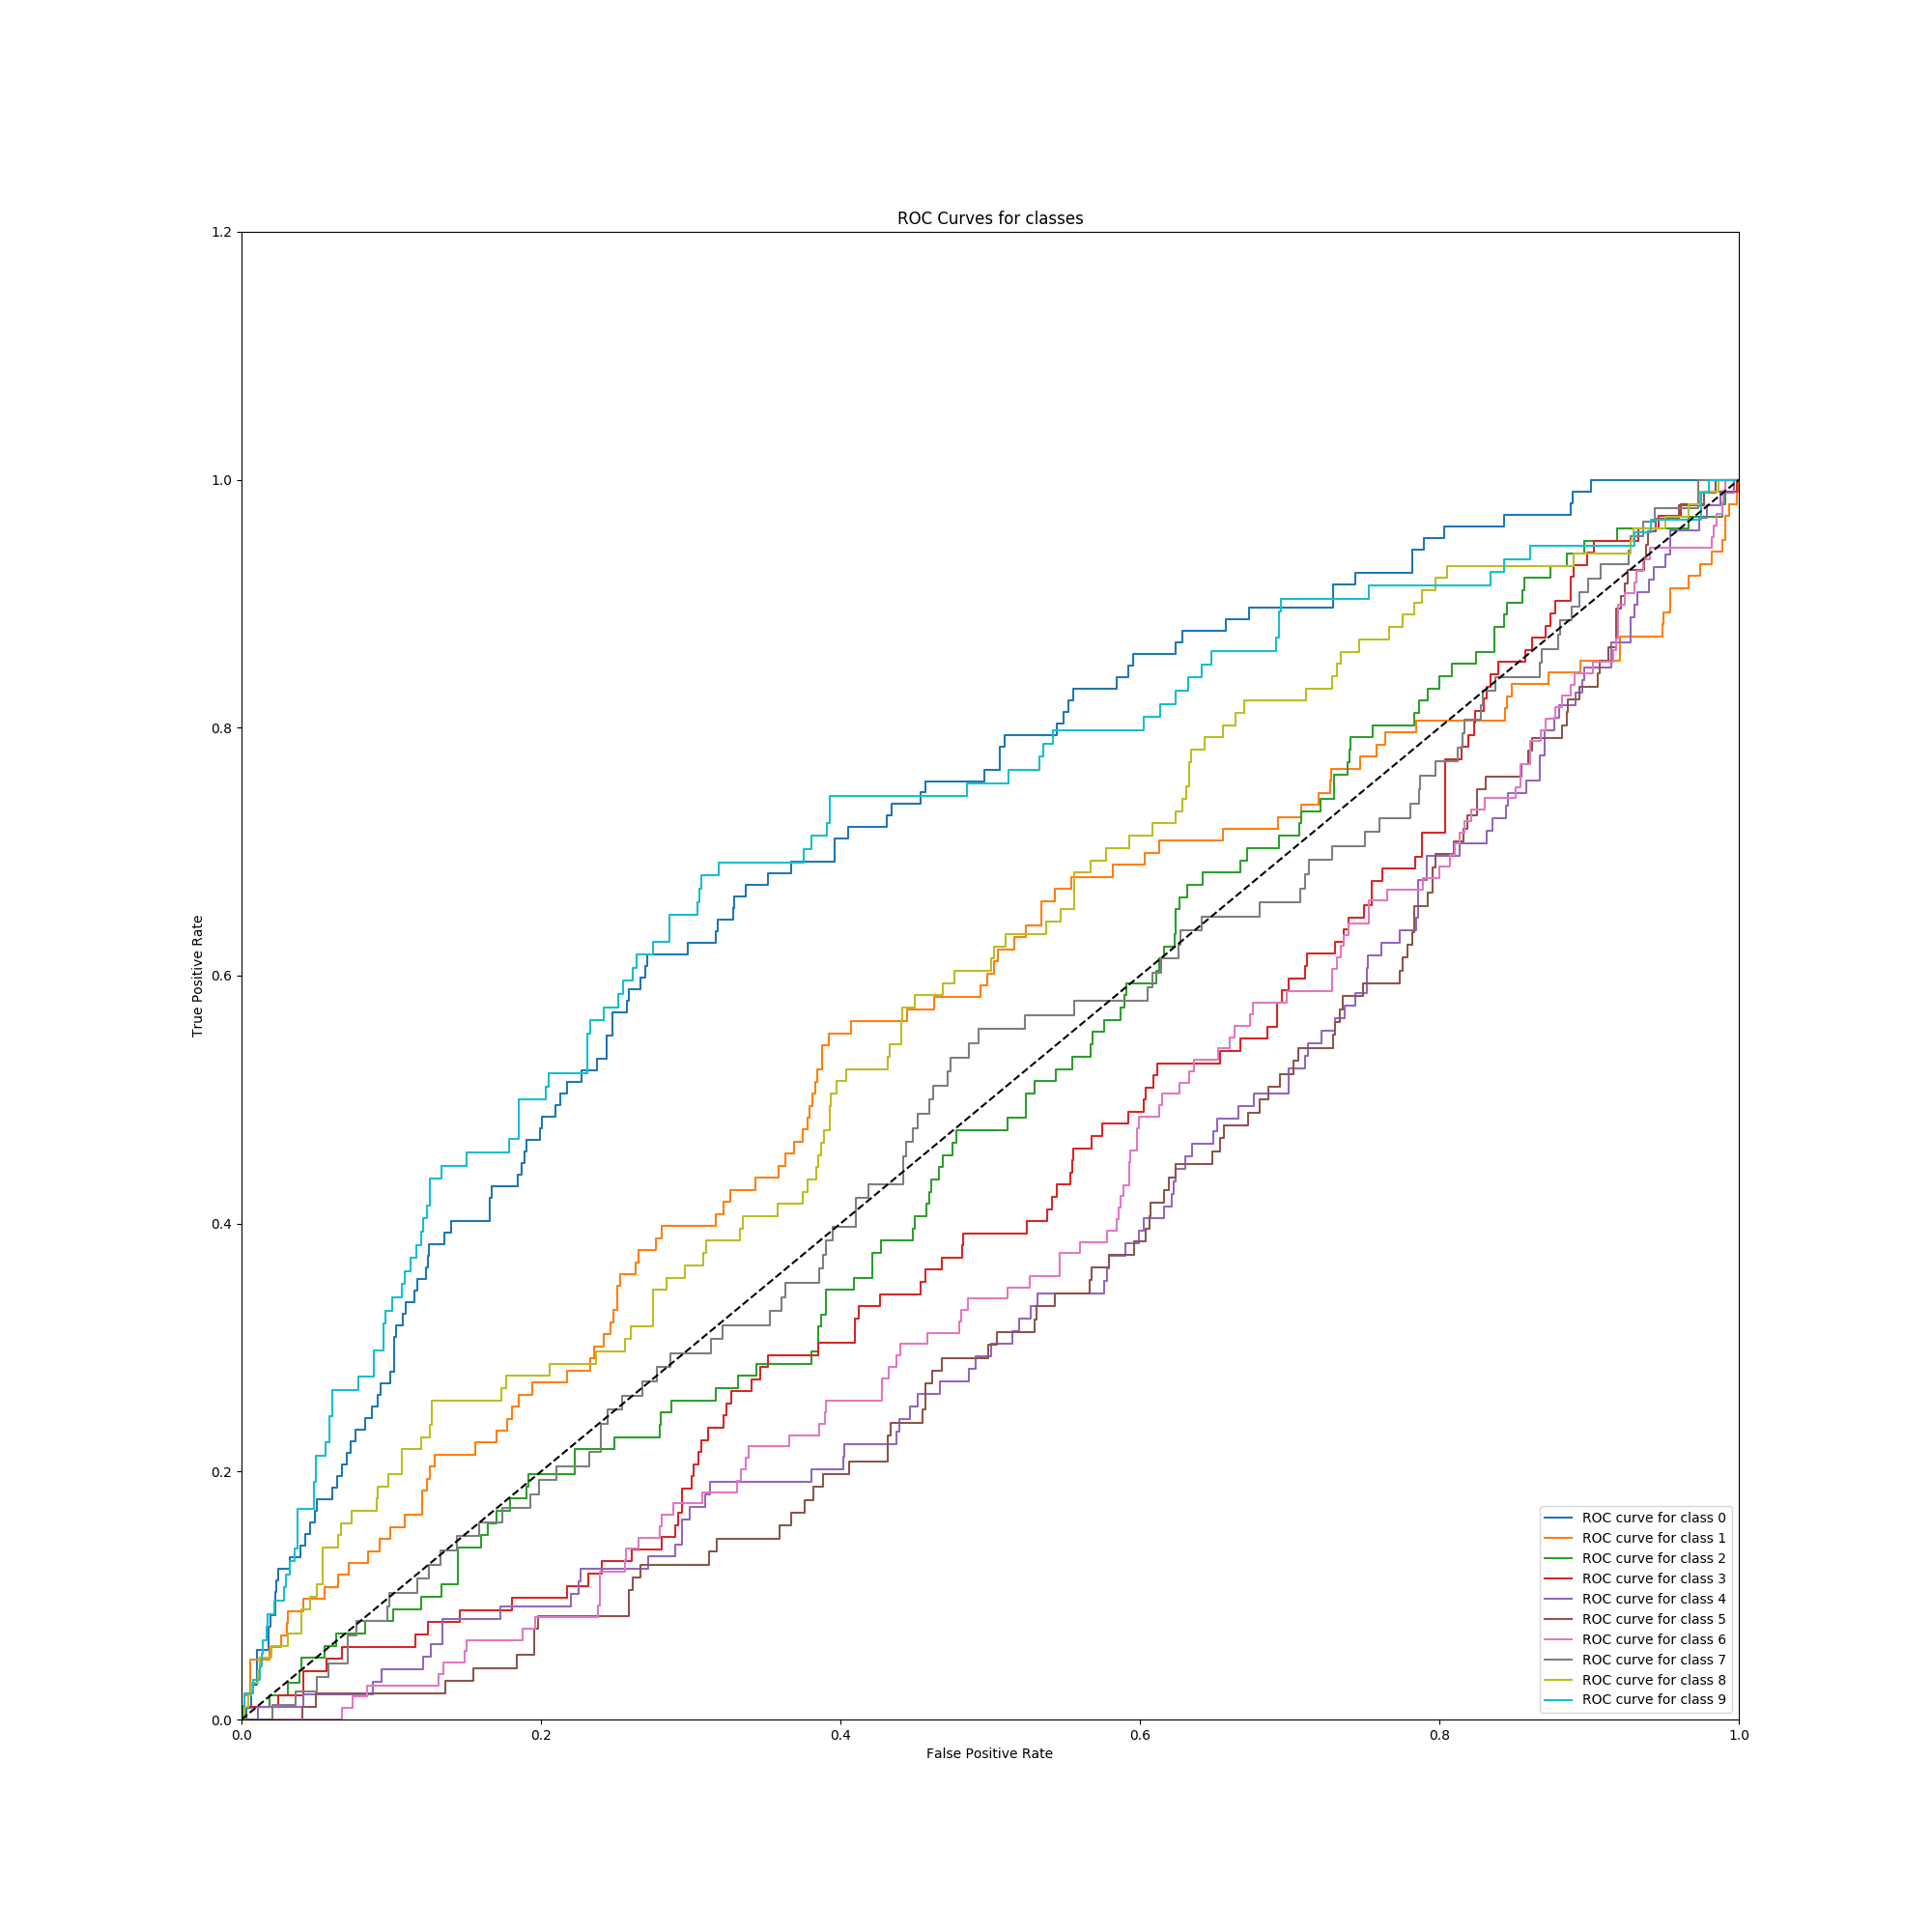 ROC Curves for classes
1.2
1.0
0.8
0.6
0.4
0.2
0.0
True Positive Rate
0.0 0.2 0.4 0.6 0.8 1.0
False Positive Rate
ROC curve for class 0
ROC curve for class 1
ROC curve for class 2
ROC curve for class 3
ROC curve for class 4
ROC curve for class 5
ROC curve for class 6
ROC curve for class 7
ROC curve for class 8
ROC curve for class 9